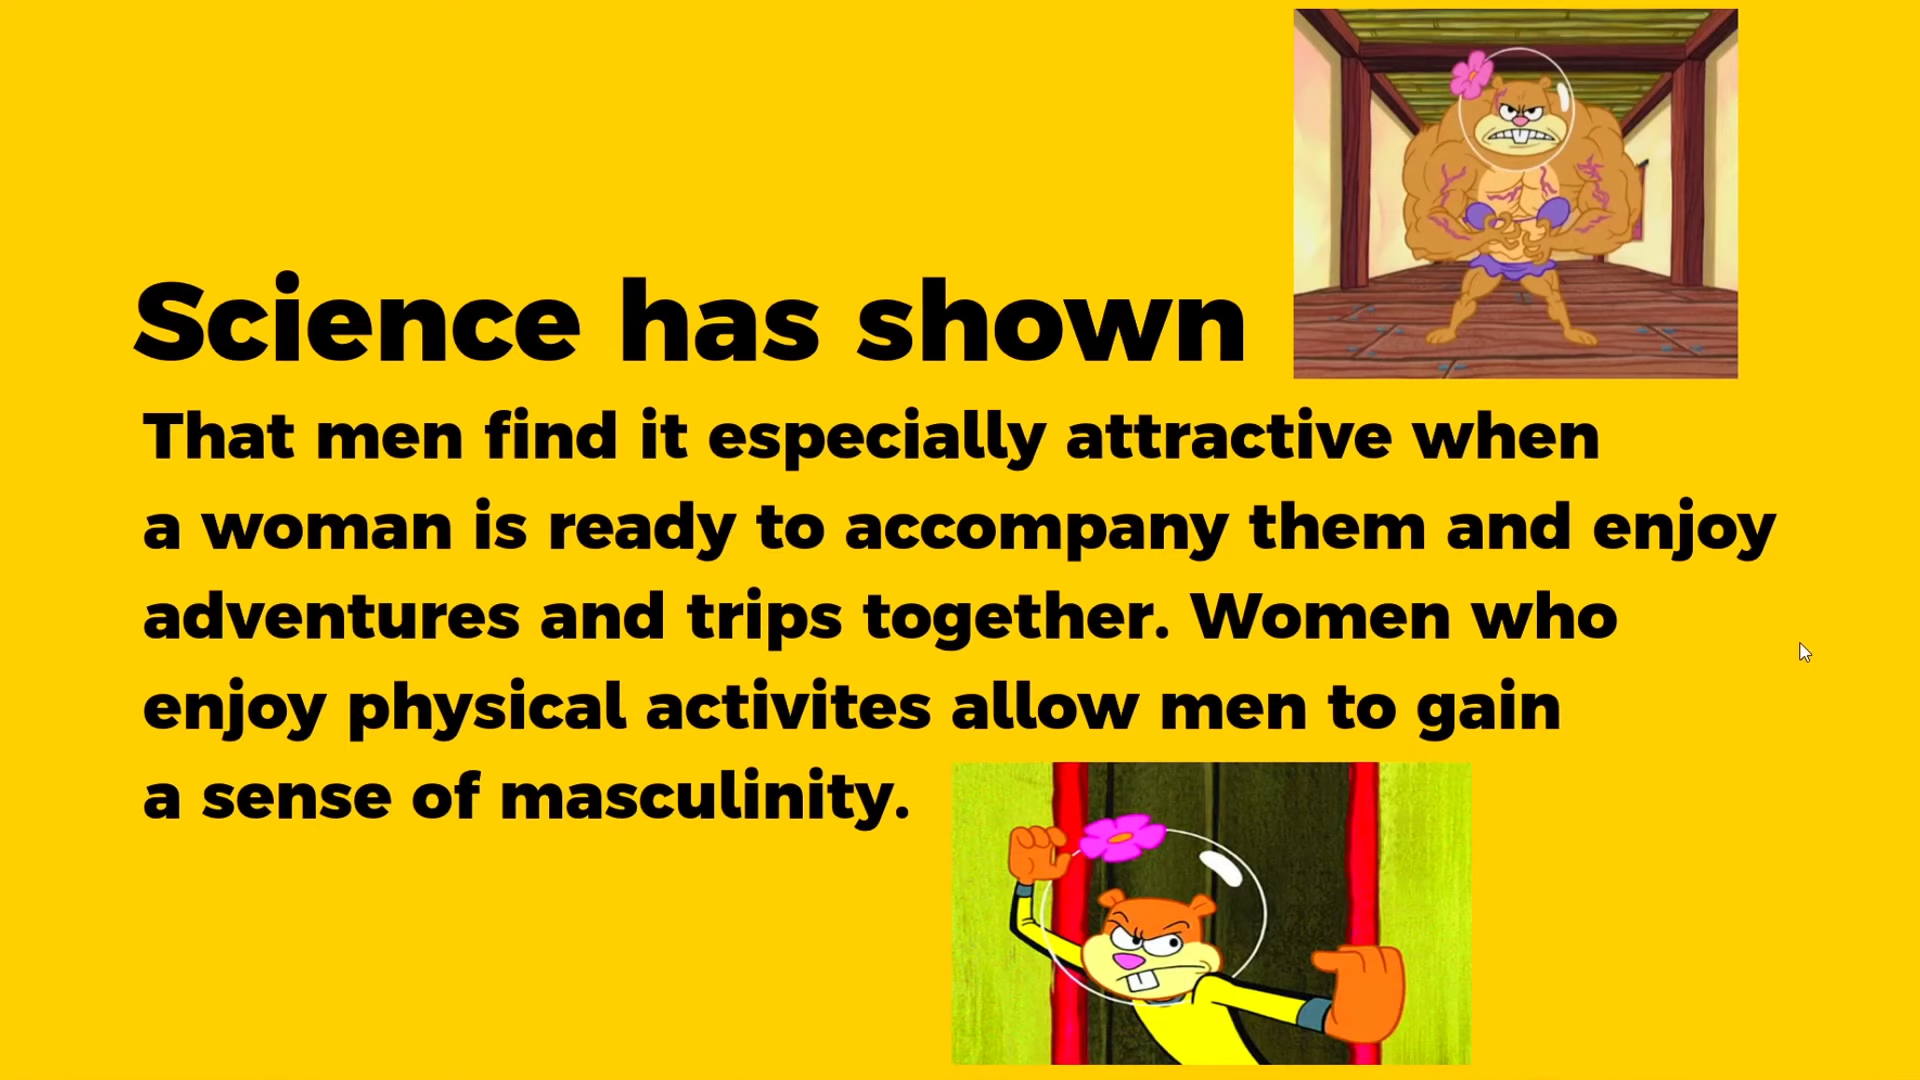 Science has shown
That men find it especially attractive when
a woman is ready to accompany them and enjoy
adventures and trips together. Women who
enjoy physical activites allow men to gain
a sense of masculinity.